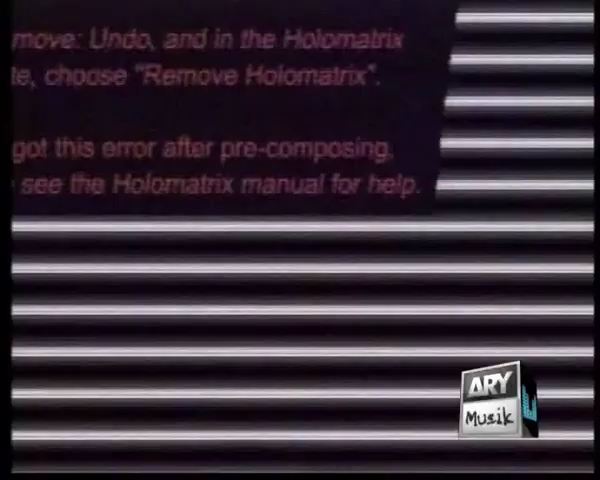 move: Undo, and in the Holomatrix
te, choose "Remove Holomatrix".
got this error after pre-composing,
see the Holomatrix manual for help.
ARY
Musik